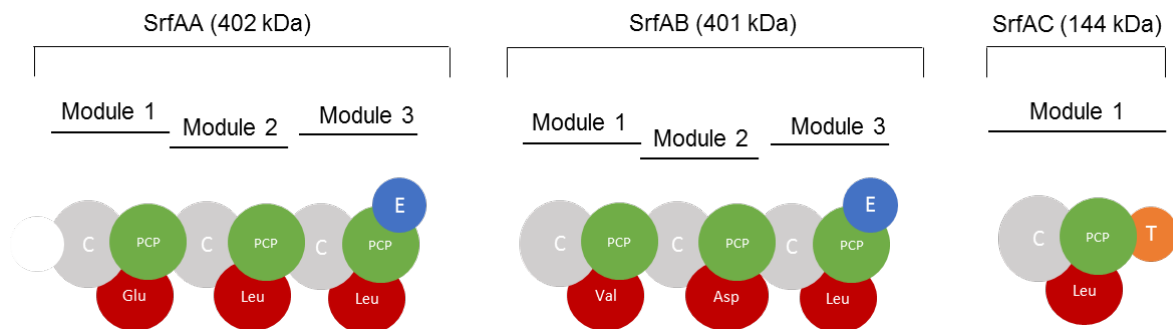 SrfAA (402 kDa)
SrfAB (401 kDa)
SrfAC (144 kDa)
Module 1
Module 2
Module 3
Module 1
Module 2
Module 3
Module 1
E
C
PCP
C
PCP
C
PCP
Glu
Leu
Leu
E
C
PCP
C
PCP
C
PCP
Val
Asp
Leu
C
PCP
T
Leu